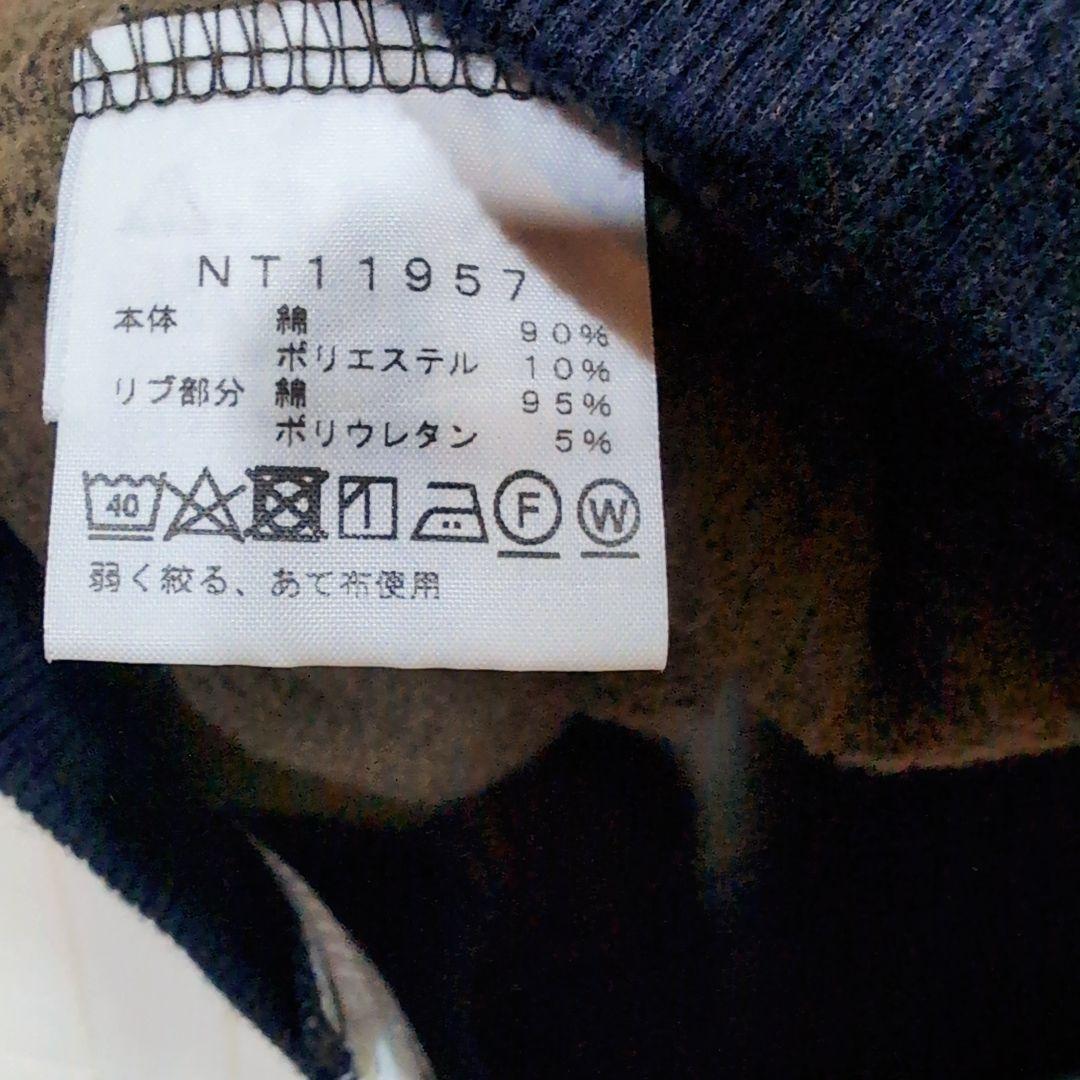 NT11957
本体 綿 90%
ポリエステル 10%
リブ部分 綿 95%
ポリウレタン 5%
40 F W
弱く絞る、あて布使用